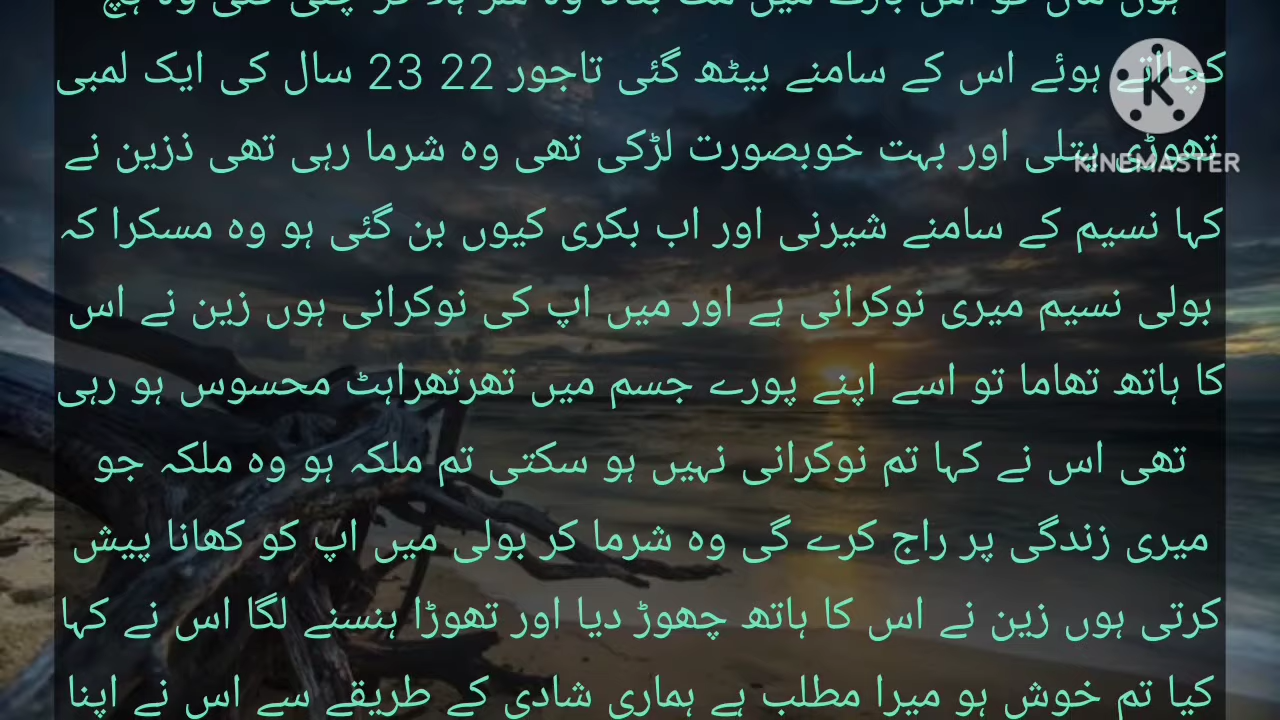 ہچکچاتے ہوئے اس کے سامنے بیٹھ گئی تاجور 22 23 سال کی ایک لمبی
تھوڑی پتلی اور بہت خوبصورت لڑکی تھی وہ شرما رہی تھی ذزین نے
کہا نسیم کے سامنے شیرنی اور اب بکری کیوں بن گئی ہو وہ مسکرا کہ
بولی نسیم میری نوکرانی ہے اور میں اپ کی نوکرانی ہوں زین نے اس
کا ہاتھ تھاما تو اسے اپنے پورے جسم میں تھرتھراہٹ محسوس ہو رہی
تھی اس نے کہا تم نوکرانی نہیں ہو سکتی تم ملکہ ہو وہ ملکہ جو
میری زندگی پر راج کرے گی وہ شرما کر بولی میں اپ کو کھانا پیش
کرتی ہوں زین نے اس کا ہاتھ چھوڑ دیا اور تھوڑا ہنسنے لگا اس نے کہا
کیا تم خوش ہو میرا مطلب ہے ہماری شادی کے طریقے سے اس نے اپنا
KINEMASTER